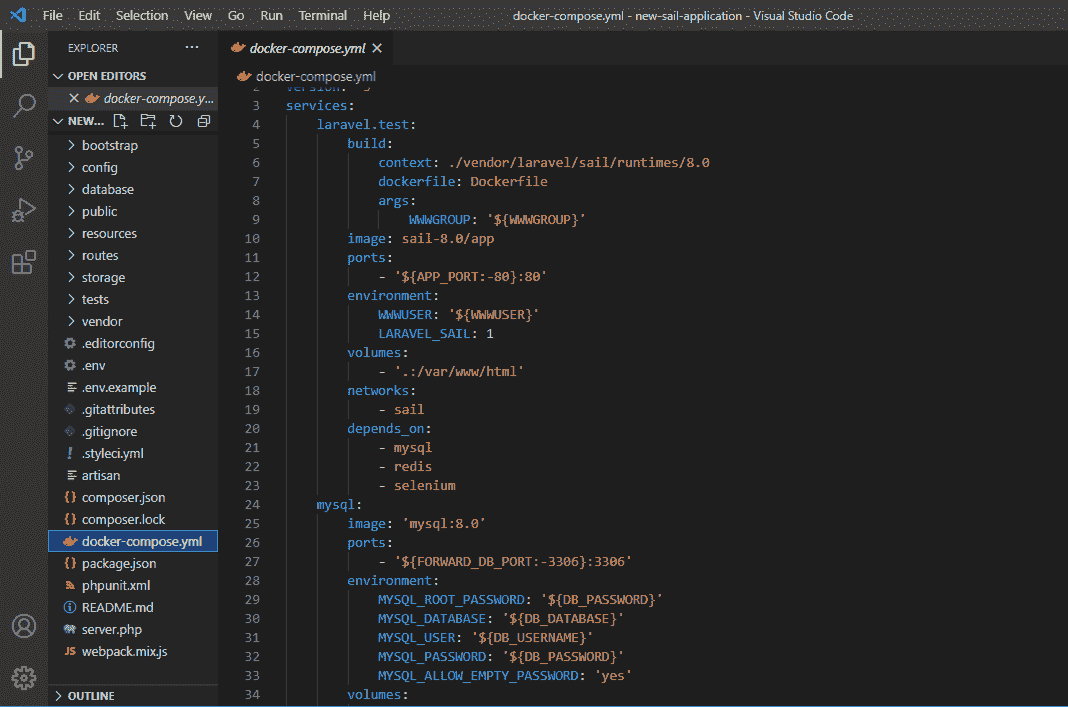 File Edit Selection View Go Run Terminal Help docker-compose.yml - new-sail-application - Visual Studio Code
EXPLORER ···
OPEN EDITORS
docker-compose.y...
NEW...
bootstrap
config
database
public
resources
routes
storage
tests
vendor
.editorconfig
.env
.env.example
.gitattributes
.gitignore
.styleci.yml
artisan
composer.json
composer.lock
docker-compose.yml
package.json
phpunit.xml
README.md
server.php
JS webpack.mix.js
OUTLINE
docker-compose.yml
docker-compose.yml
3 services:
4 laravel.test:
5 build:
6 context: ./vendor/laravel/sail/runtimes/8.0
7 dockerfile: Dockerfile
8 args:
9 WWWGROUP: '${WWWGROUP}'
10 image: sail-8.0/app
11 ports:
12 - '${APP_PORT:-80}:80'
13 environment:
14 WWWUSER: '${WWWUSER}'
15 LARAVEL_SAIL: 1
16 volumes:
17 - '.:/var/www/html'
18 networks:
19 - sail
20 depends_on:
21 - mysql
22 - redis
23 - selenium
24 mysql:
25 image: 'mysql:8.0'
26 ports:
27 - '${FORWARD_DB_PORT:-3306}:3306'
28 environment:
29 MYSQL_ROOT_PASSWORD: '${DB_PASSWORD}'
30 MYSQL_DATABASE: '${DB_DATABASE}'
31 MYSQL_USER: '${DB_USERNAME}'
32 MYSQL_PASSWORD: '${DB_PASSWORD}'
33 MYSQL_ALLOW_EMPTY_PASSWORD: 'yes'
34 volumes: